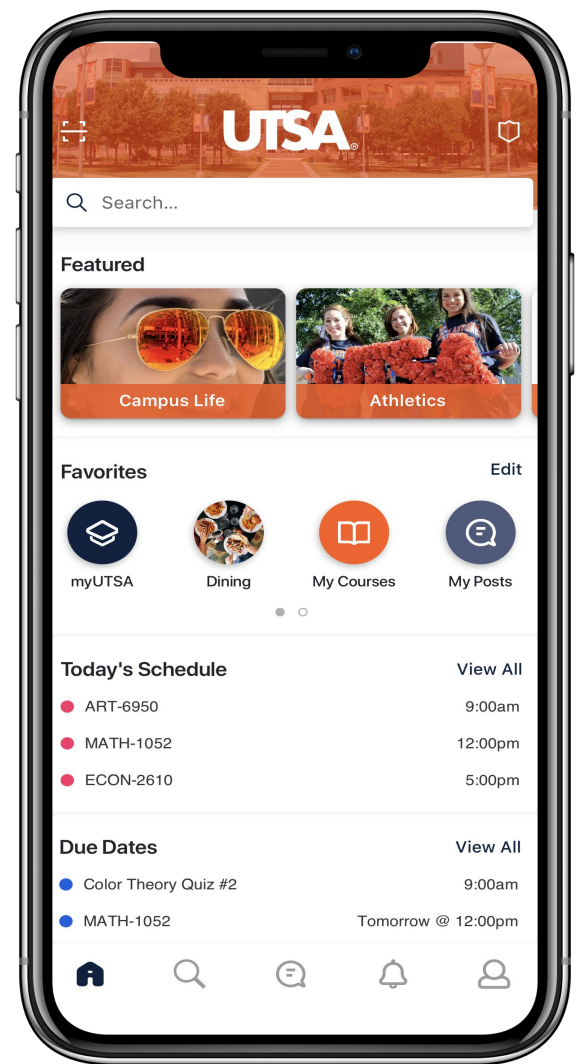 UTSA®
Search...
Featured
Campus Life
Athletics
Favorites
Edit
myUTSA
Dining
My Courses
My Posts
Today's Schedule
View All
ART-6950
9:00am
MATH-1052
12:00pm
ECON-2610
5:00pm
Due Dates
View All
Color Theory Quiz #2
9:00am
MATH-1052
Tomorrow @ 12:00pm